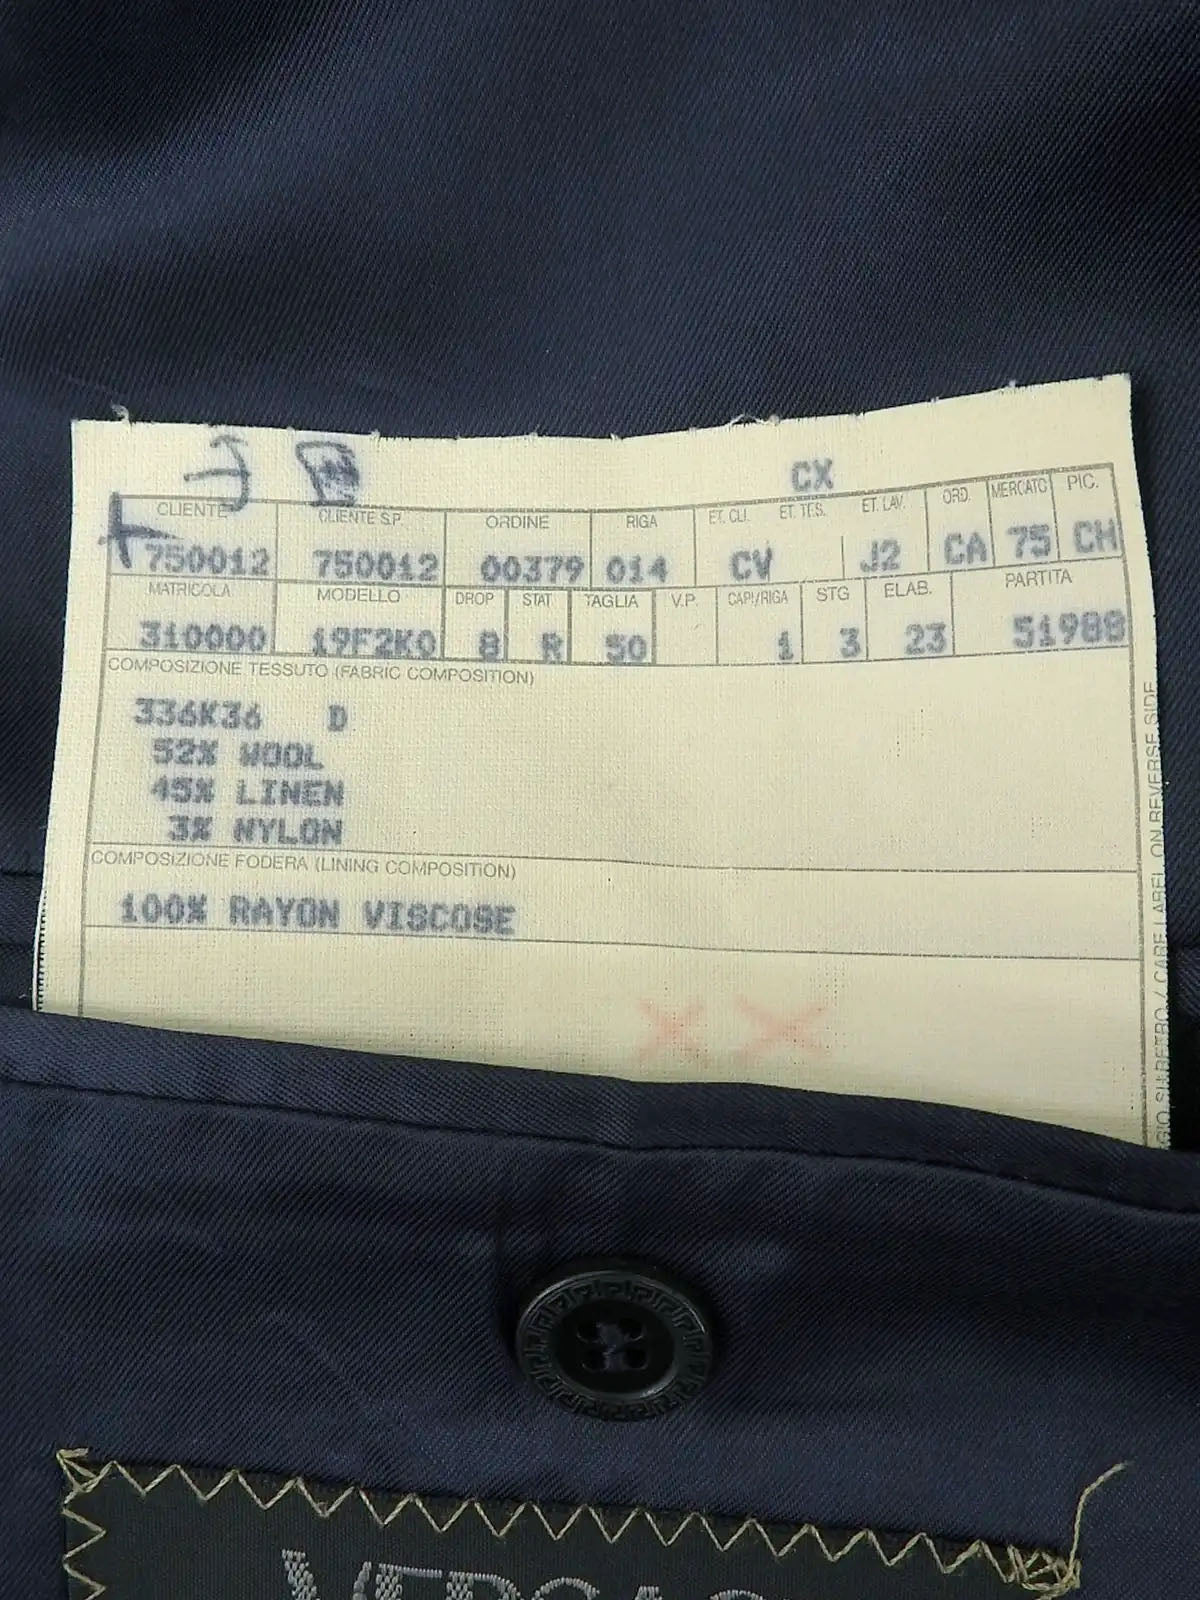 CX
CLIENTE CLIENTE S.P. ORDINE RIGA ET. CLI. ET. TES. ET. LAV. ORD. MERCATO PIC.
750012 750012 00379 014 CV J2 CA 75 CH
MATRICOLA MODELLO DROP STAT TAGLIA V.P. CAPI/RIGA STG ELAB. PARTITA
310000 19F2KO 8 R 50 1 3 23 51988
COMPOSIZIONE TESSUTO (FABRIC COMPOSITION)
336K36 D
52% WOOL
45% LINEN
3% NYLON
COMPOSIZIONE FODERA (LINING COMPOSITION)
100% RAYON VISCOSE
SUL RETRO / CARE LABEL ON REVERSE SIDE